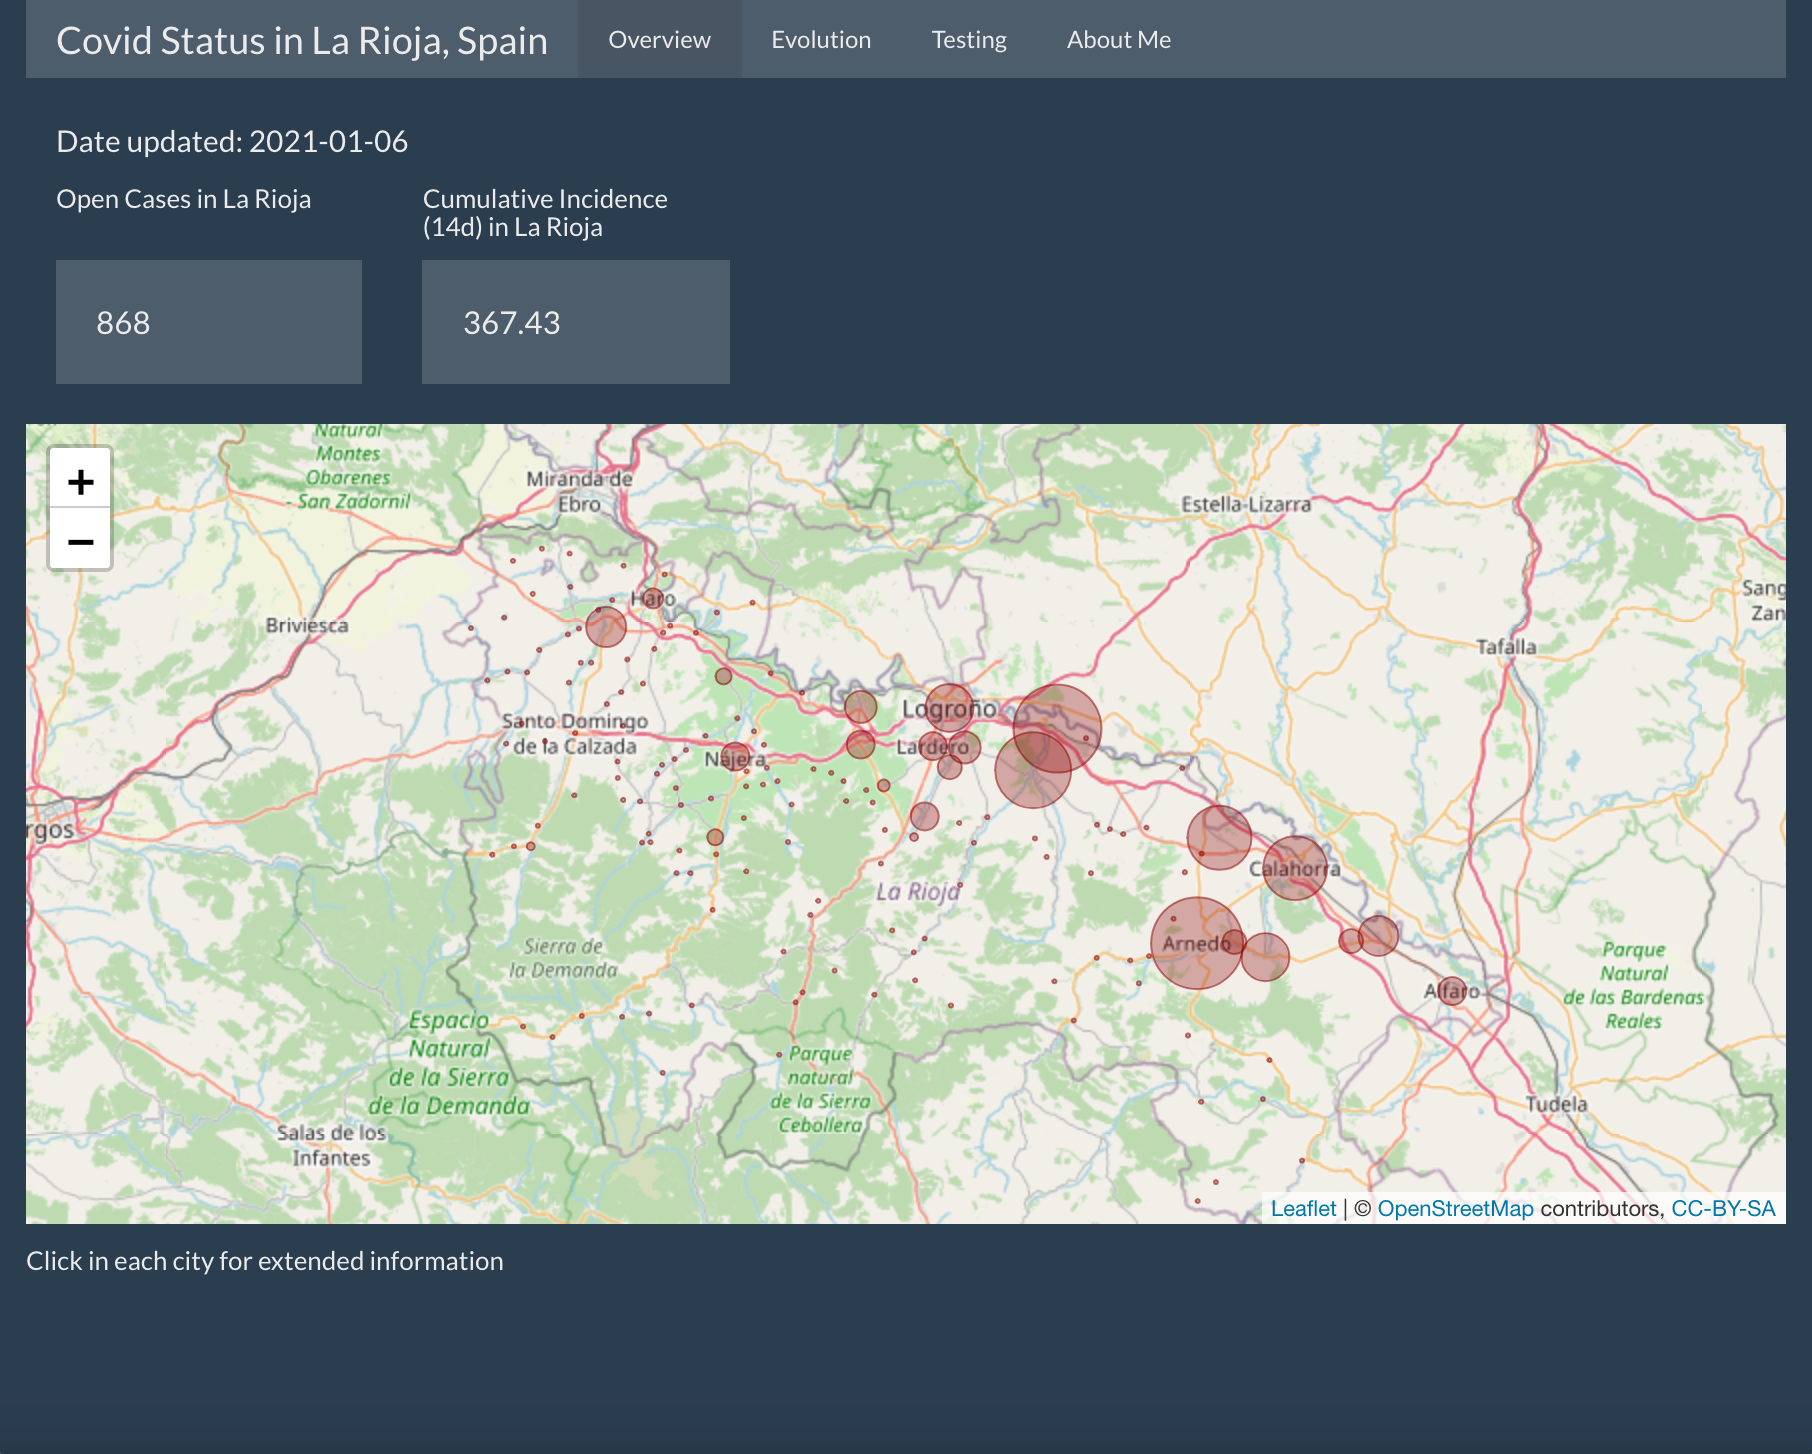 Covid Status in La Rioja, Spain
Overview
Evolution
Testing
About Me
Date updated: 2021-01-06
Open Cases in La Rioja
Cumulative Incidence
(14d) in La Rioja
868
367.43
+
−
Natural
Montes
Obarenes
- San Zadornil
Miranda de
Ebro
Estella-Lizarra
Sang
Zan
Haro
Briviesca
Tafalla
Santo Domingo
de la Calzada
Logroño
Lardero
Nájera
rgos
Calahorra
La Rioja
Sierra de
la Demanda
Arnedo
Alfaro
Parque
Natural
de las Bardenas
Reales
Espacio
Natural
de la Sierra
de la Demanda
Parque
natural
de la Sierra
Cebollera
Tudela
Salas de los
Infantes
Leaflet | © OpenStreetMap contributors, CC-BY-SA
Click in each city for extended information